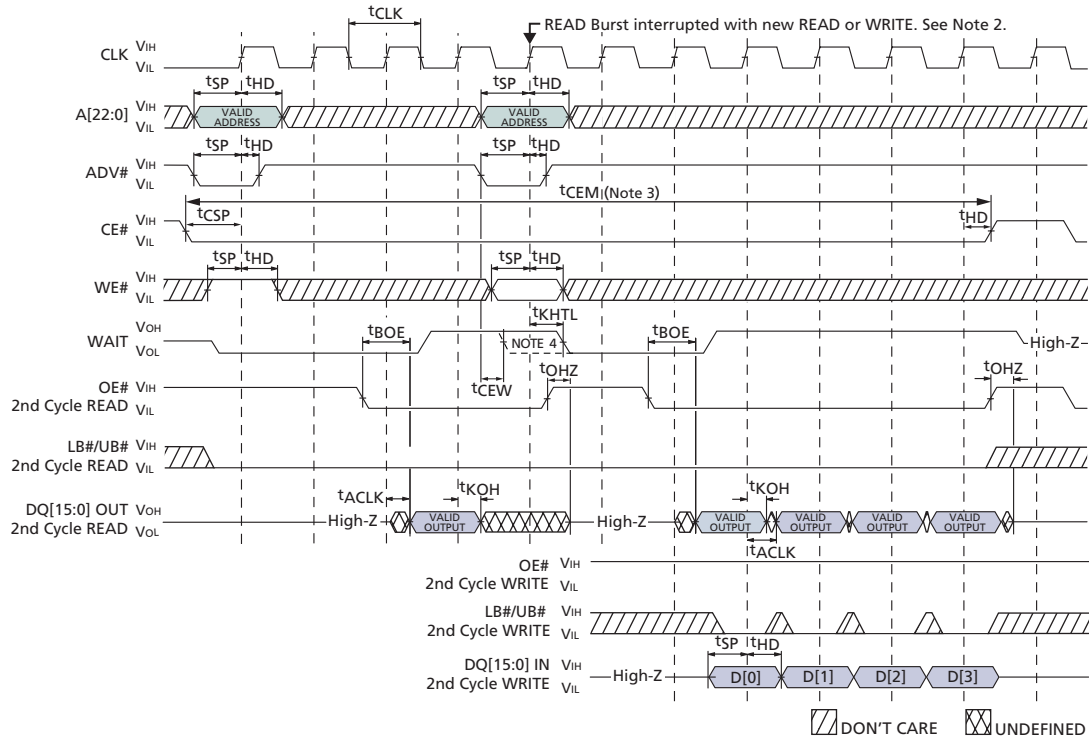 tCLK
READ Burst interrupted with new READ or WRITE. See Note 2.
CLK VIH
VIL
tSP tHD tSP tHD
A[22:0] VIH
VIL
VALID ADDRESS VALID ADDRESS
tSP tHD tSP tHD
ADV# VIH
VIL
tCEM (Note 3)
tCSP tHD
CE# VIH
VIL
tSP tHD tSP tHD
WE# VIH
VIL
tBOE tKHTL tBOE
WAIT VOH
VOL
NOTE 4 High-Z
tCEW tOHZ tOHZ
OE# VIH
2nd Cycle READ VIL
LB#/UB# VIH
2nd Cycle READ VIL
tACLK tKOH tKOH
DQ[15:0] OUT VOH
2nd Cycle READ VOL
High-Z VALID OUTPUT High-Z VALID OUTPUT VALID OUTPUT VALID OUTPUT VALID OUTPUT
tACLK
OE# VIH
2nd Cycle WRITE VIL
LB#/UB# VIH
2nd Cycle WRITE VIL
tSP tHD
DQ[15:0] IN VIH
2nd Cycle WRITE VIL
High-Z D[0] D[1] D[2] D[3]
DON'T CARE UNDEFINED